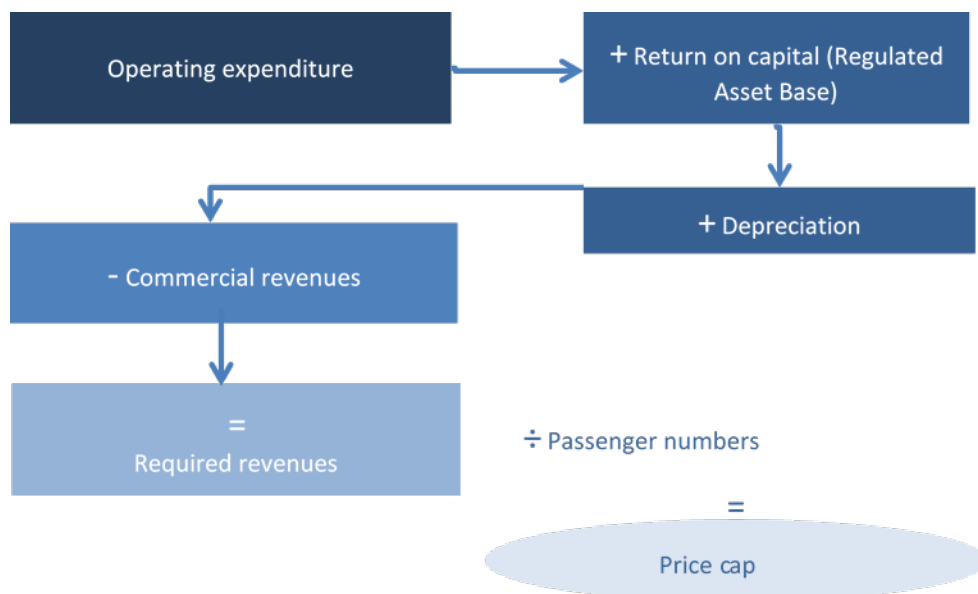 Operating expenditure
+ Return on capital (Regulated
Asset Base)
+ Depreciation
- Commercial revenues
=
Required revenues
÷ Passenger numbers
=
Price cap